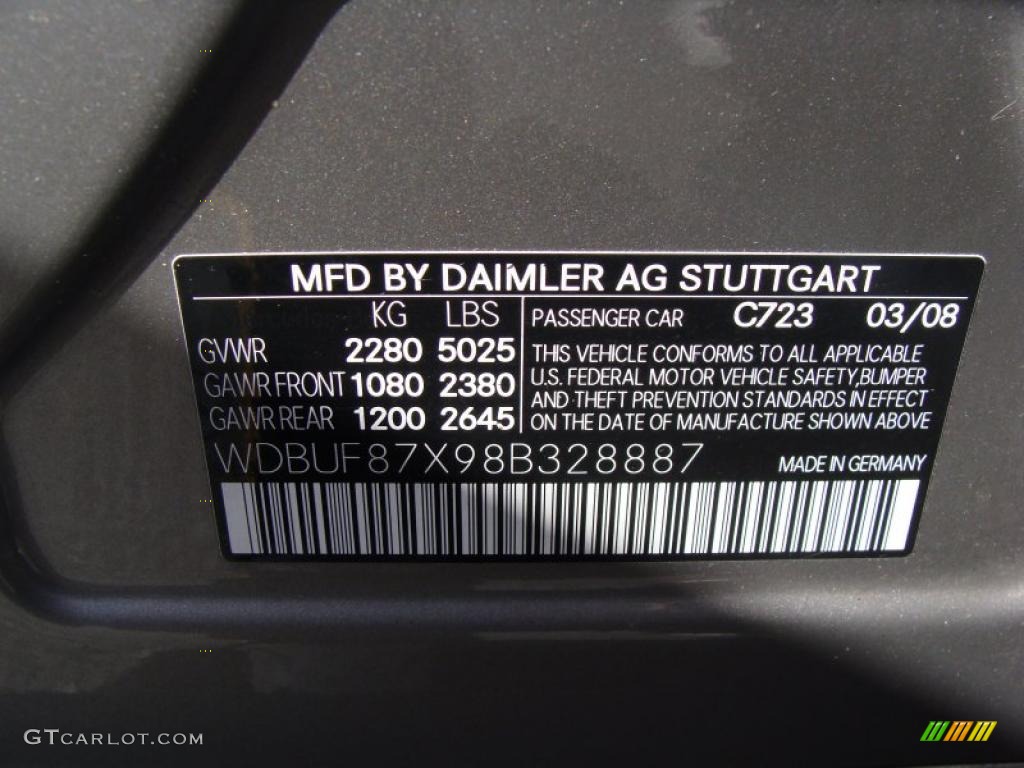 MFD BY DAIMLER AG STUTTGART
KG LBS
GVWR 2280 5025
GAWR FRONT 1080 2380
GAWR REAR 1200 2645
PASSENGER CAR C723 03/08
THIS VEHICLE CONFORMS TO ALL APPLICABLE
U.S. FEDERAL MOTOR VEHICLE SAFETY,BUMPER
AND THEFT PREVENTION STANDARDS IN EFFECT
ON THE DATE OF MANUFACTURE SHOWN ABOVE
WDBUF87X98B328887
MADE IN GERMANY
GTCARLOT.COM